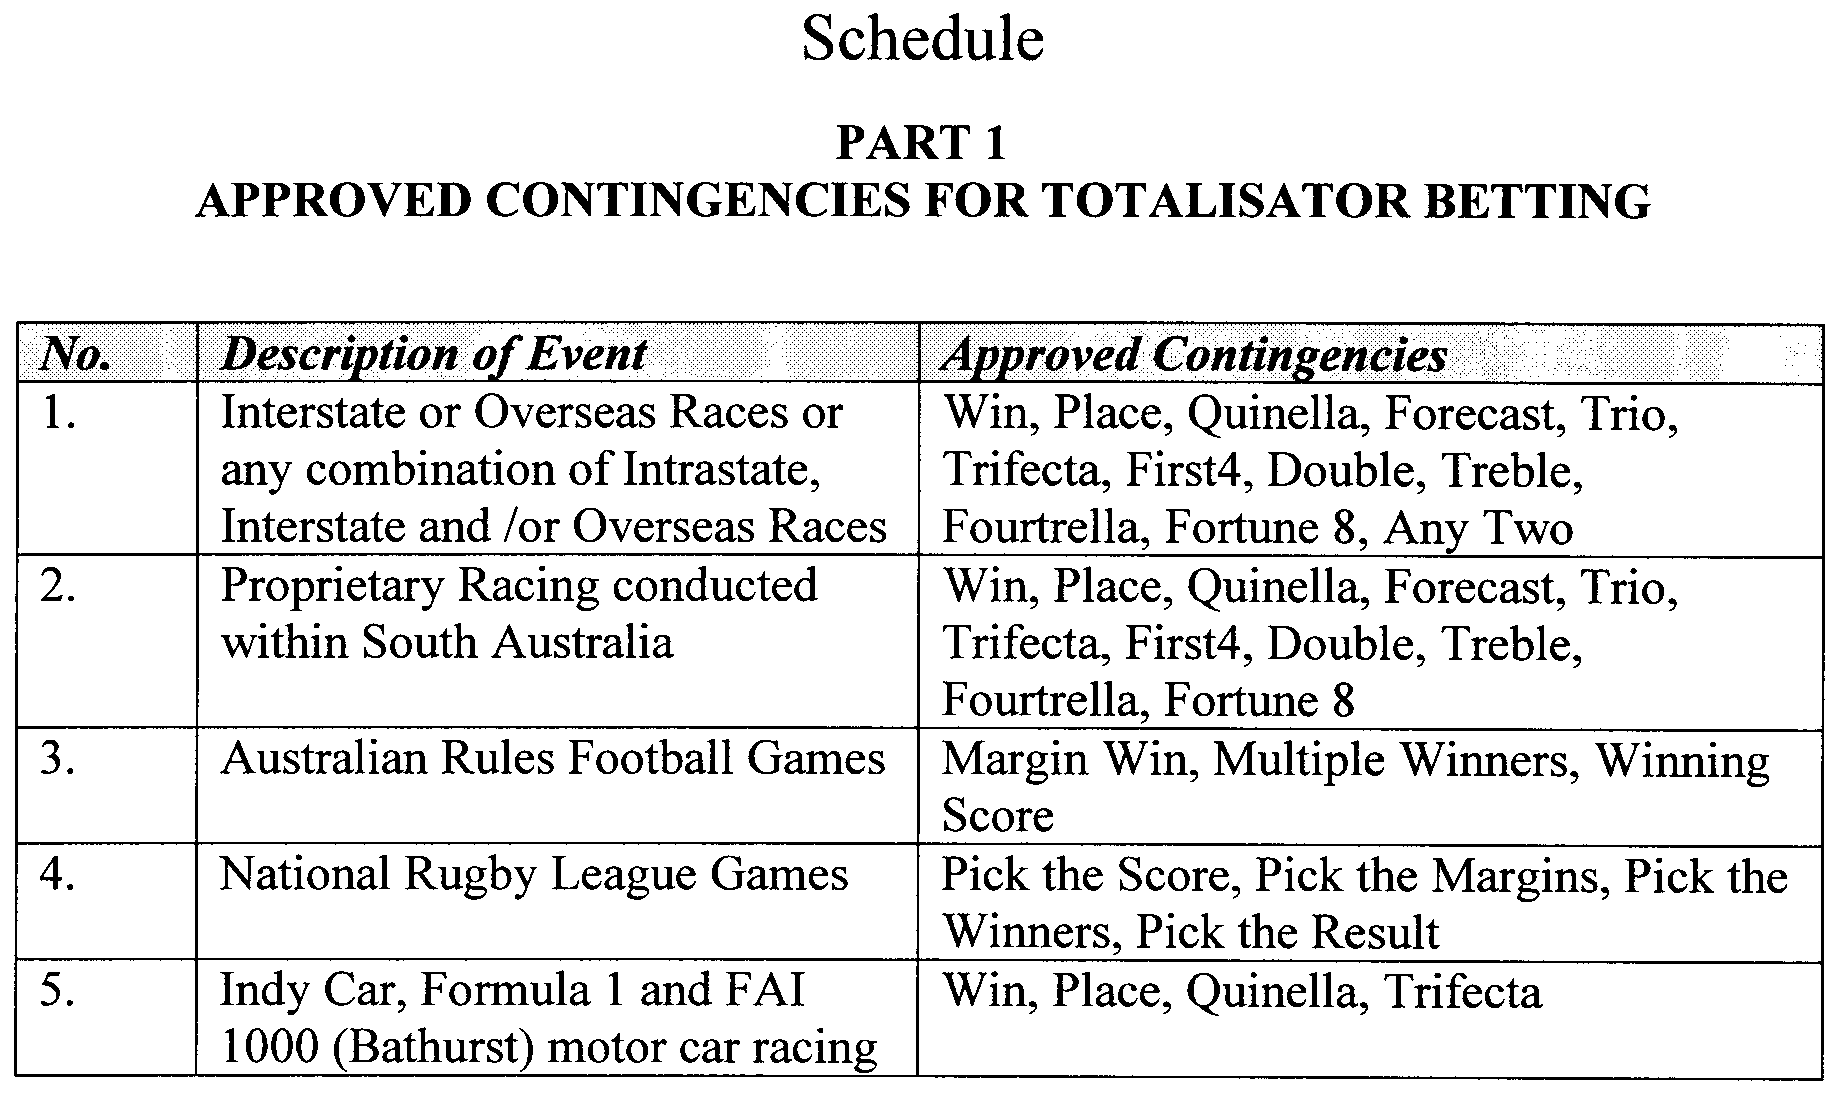 Schedule
PART 1
APPROVED CONTINGENCIES FOR TOTALISATOR BETTING
No. Description of Event Approved Contingencies
1. Interstate or Overseas Races or Win, Place, Quinella, Forecast, Trio,
any combination of Intrastate, Trifecta, First4, Double, Treble,
Interstate and /or Overseas Races Fourtrella, Fortune 8, Any Two
2. Proprietary Racing conducted Win, Place, Quinella, Forecast, Trio,
within South Australia Trifecta, First4, Double, Treble,
Fourtrella, Fortune 8
3. Australian Rules Football Games Margin Win, Multiple Winners, Winning
Score
4. National Rugby League Games Pick the Score, Pick the Margins, Pick the
Winners, Pick the Result
5. Indy Car, Formula 1 and FAI Win, Place, Quinella, Trifecta
1000 (Bathurst) motor car racing